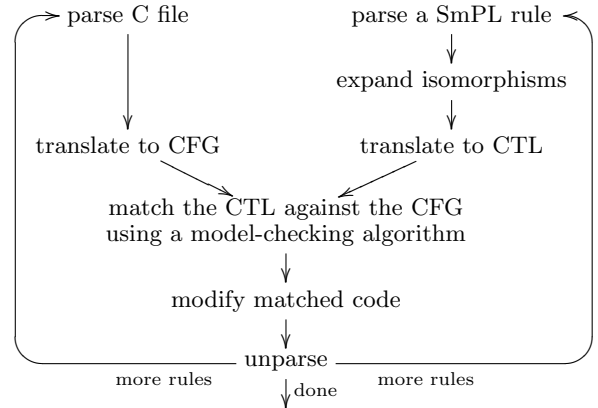 parse C file
parse a SmPL rule
expand isomorphisms
translate to CFG
translate to CTL
match the CTL against the CFG
using a model-checking algorithm
modify matched code
unparse
more rules
more rules
done